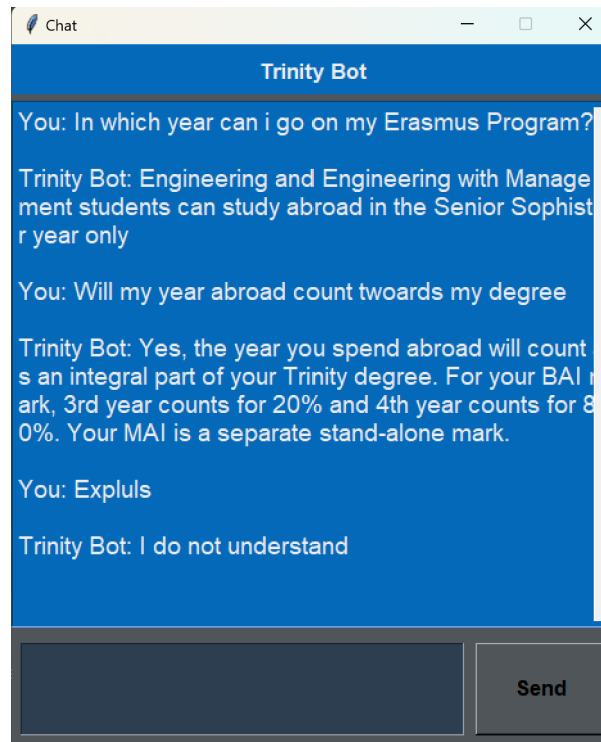 Chat
Trinity Bot
You: In which year can i go on my Erasmus Program?
Trinity Bot: Engineering and Engineering with Manage
ment students can study abroad in the Senior Sophist
r year only
You: Will my year abroad count twoards my degree
Trinity Bot: Yes, the year you spend abroad will count
s an integral part of your Trinity degree. For your BAI
ark, 3rd year counts for 20% and 4th year counts for 8
0%. Your MAI is a separate stand-alone mark.
You: Expluls
Trinity Bot: I do not understand
Send